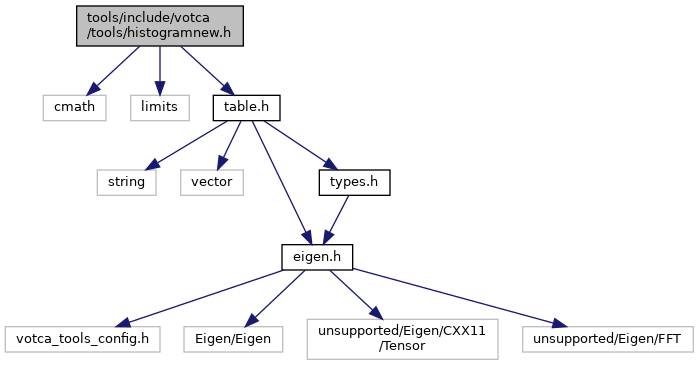 tools/include/votca
/tools/histogramnew.h
cmath
limits
table.h
string
vector
types.h
eigen.h
votca_tools_config.h
Eigen/Eigen
unsupported/Eigen/CXX11
/Tensor
unsupported/Eigen/FFT